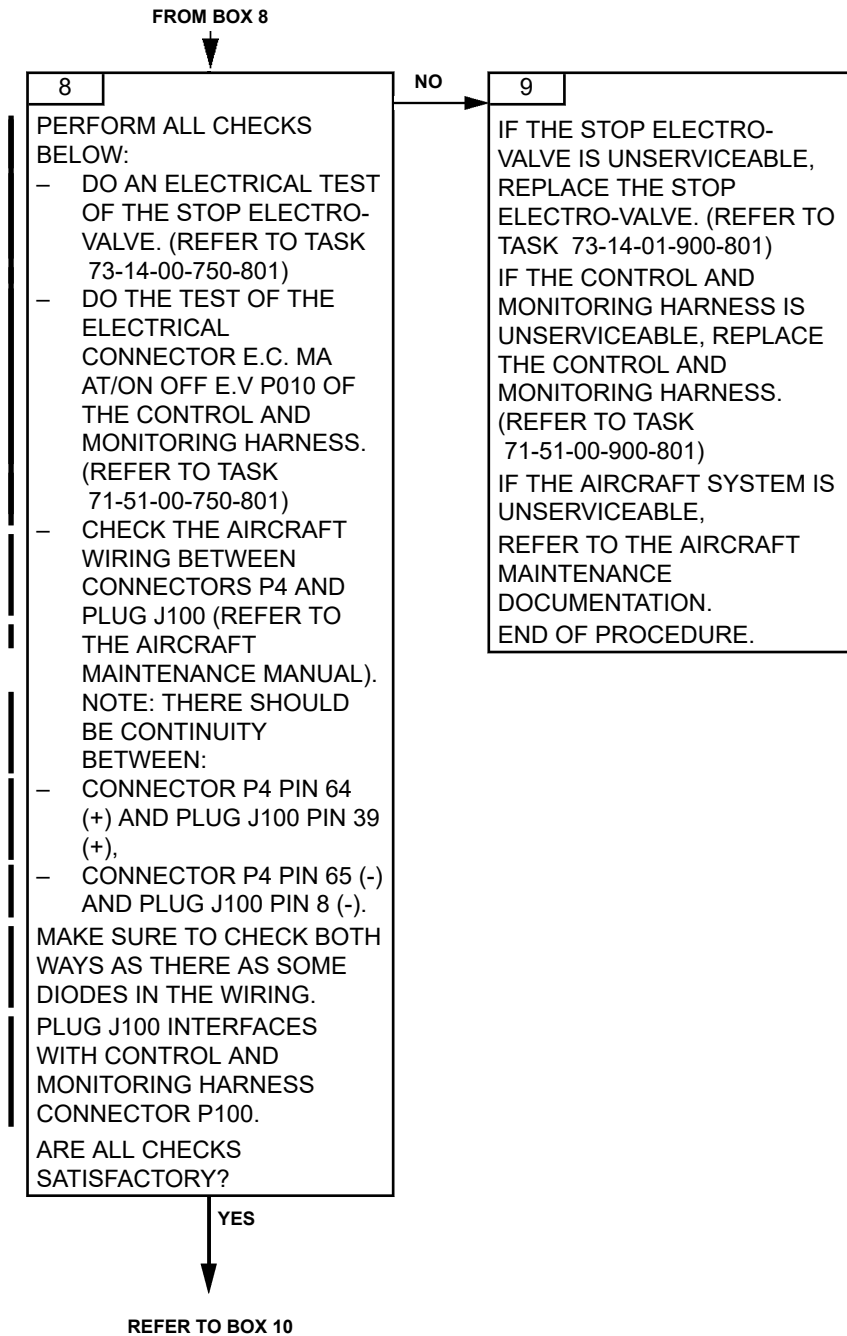 FROM BOX 8
8
PERFORM ALL CHECKS
BELOW:
– DO AN ELECTRICAL TEST
OF THE STOP ELECTRO-
VALVE. (REFER TO TASK
73-14-00-750-801)
– DO THE TEST OF THE
ELECTRICAL
CONNECTOR E.C. MA
AT/ON OFF E.V P010 OF
THE CONTROL AND
MONITORING HARNESS.
(REFER TO TASK
71-51-00-750-801)
– CHECK THE AIRCRAFT
WIRING BETWEEN
CONNECTORS P4 AND
PLUG J100 (REFER TO
THE AIRCRAFT
MAINTENANCE MANUAL).
NOTE: THERE SHOULD
BE CONTINUITY
BETWEEN:
– CONNECTOR P4 PIN 64
(+) AND PLUG J100 PIN 39
(+),
– CONNECTOR P4 PIN 65 (-)
AND PLUG J100 PIN 8 (-).
MAKE SURE TO CHECK BOTH
WAYS AS THERE AS SOME
DIODES IN THE WIRING.
PLUG J100 INTERFACES
WITH CONTROL AND
MONITORING HARNESS
CONNECTOR P100.
ARE ALL CHECKS
SATISFACTORY?
NO
9
IF THE STOP ELECTRO-
VALVE IS UNSERVICEABLE,
REPLACE THE STOP
ELECTRO-VALVE. (REFER TO
TASK 73-14-01-900-801)
IF THE CONTROL AND
MONITORING HARNESS IS
UNSERVICEABLE, REPLACE
THE CONTROL AND
MONITORING HARNESS.
(REFER TO TASK
71-51-00-900-801)
IF THE AIRCRAFT SYSTEM IS
UNSERVICEABLE,
REFER TO THE AIRCRAFT
MAINTENANCE
DOCUMENTATION.
END OF PROCEDURE.
YES
REFER TO BOX 10